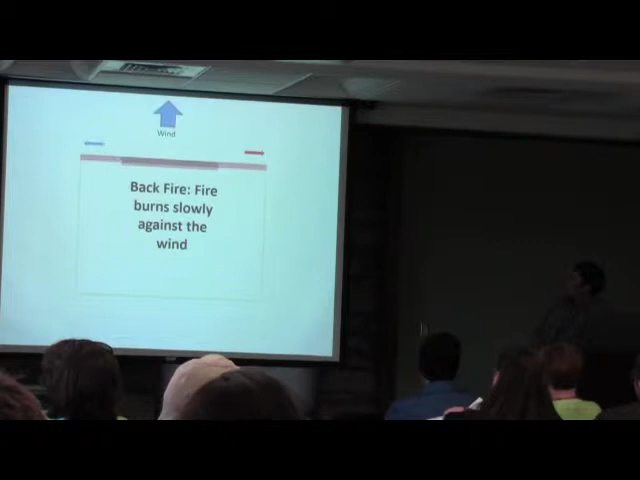 Wind
Back Fire: Fire
burns slowly
against the
wind